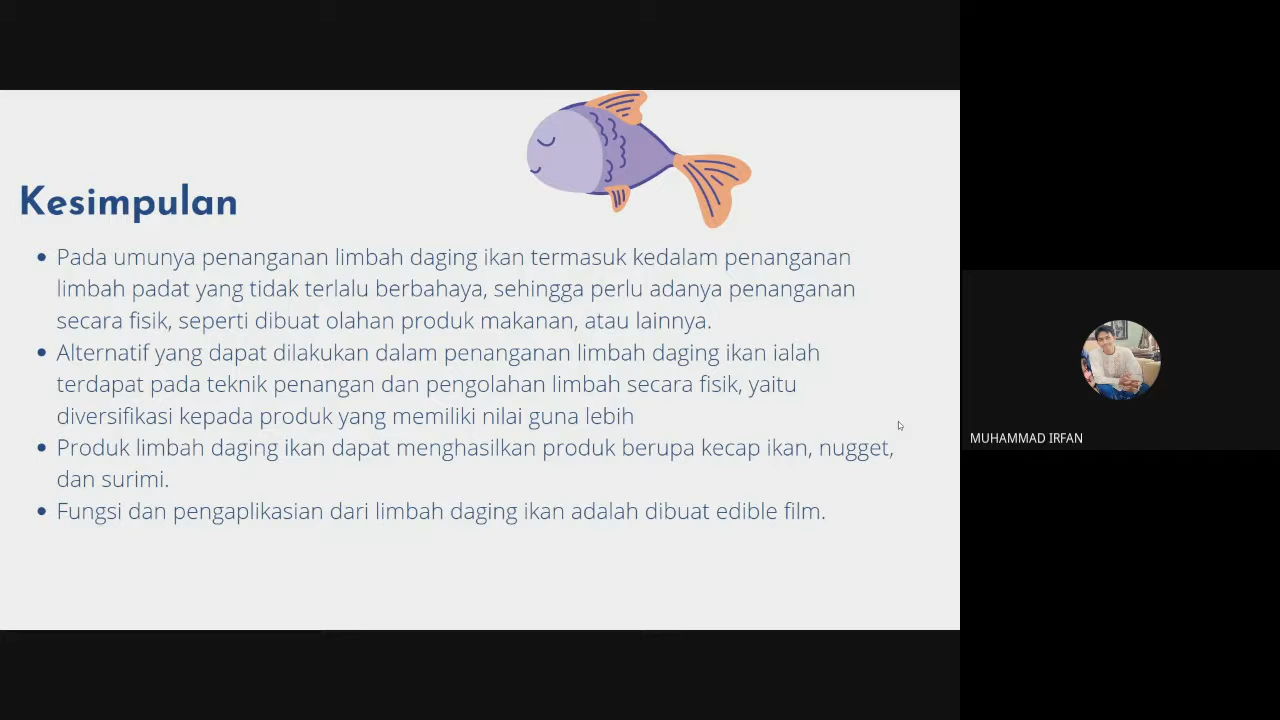 Kesimpulan
Pada umunya penanganan limbah daging ikan termasuk kedalam penanganan
limbah padat yang tidak terlalu berbahaya, sehingga perlu adanya penanganan
secara fisik, seperti dibuat olahan produk makanan, atau lainnya.
Alternatif yang dapat dilakukan dalam penanganan limbah daging ikan ialah
terdapat pada teknik penangan dan pengolahan limbah secara fisik, yaitu
diversifikasi kepada produk yang memiliki nilai guna lebih
Produk limbah daging ikan dapat menghasilkan produk berupa kecap ikan, nugget,
dan surimi.
Fungsi dan pengaplikasian dari limbah daging ikan adalah dibuat edible film.
MUHAMMAD IRFAN